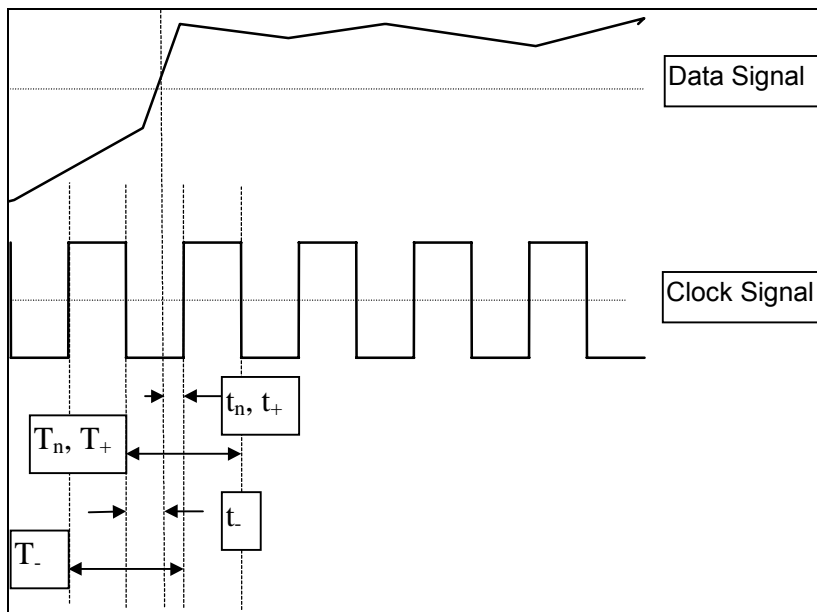 Data Signal
Clock Signal
tₙ, t₊
Tₙ, T₊
t₋
T₋